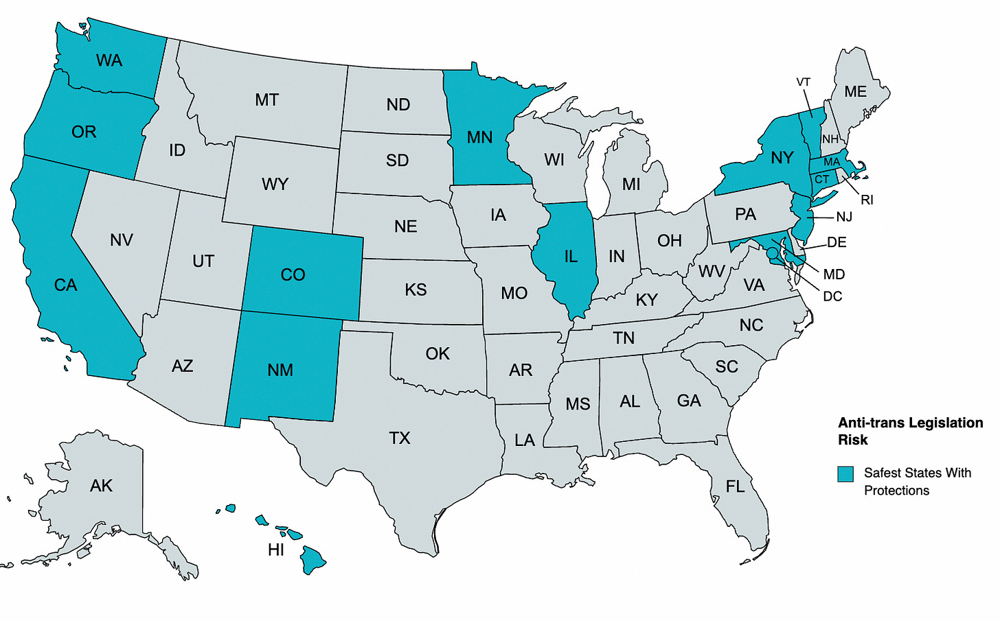 WA
OR
CA
ID
NV
MT
WY
UT
CO
AZ
NM
ND
SD
NE
KS
OK
TX
MN
IA
MO
AR
LA
WI
IL
MI
IN
OH
KY
TN
MS
AL
GA
FL
SC
NC
VA
WV
PA
NY
VT
NH
ME
MA
CT
RI
NJ
DE
MD
DC
AK
HI
Anti-trans Legislation
Risk
Safest States With
Protections